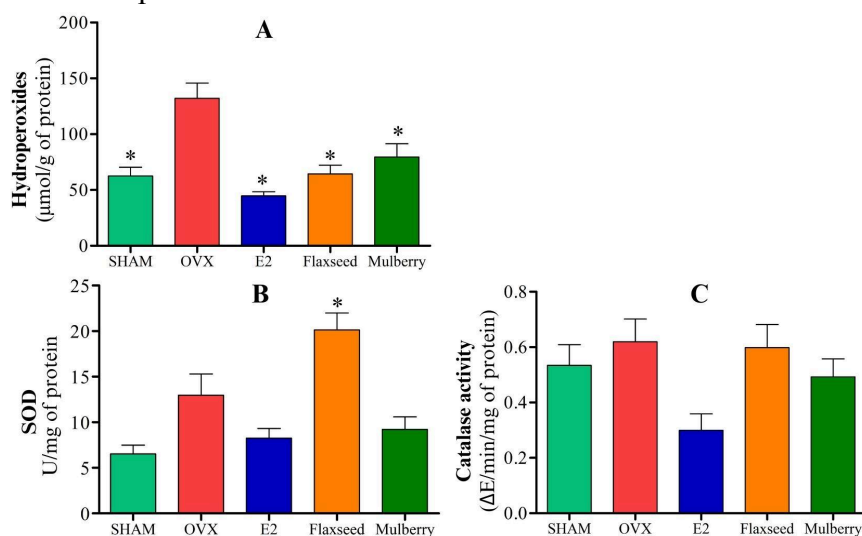 A
Hydroperoxides
(μmol/g of protein)
200
150
100
50
0
*
*
*
*
SHAM OVX E2 Flaxseed Mulberry
B
SOD
U/mg of protein
25
20
15
10
5
0
*
SHAM OVX E2 Flaxseed Mulberry
C
Catalase activity
(ΔE/min/mg of protein)
0.8
0.6
0.4
0.2
0.0
SHAM OVX E2 Flaxseed Mulberry